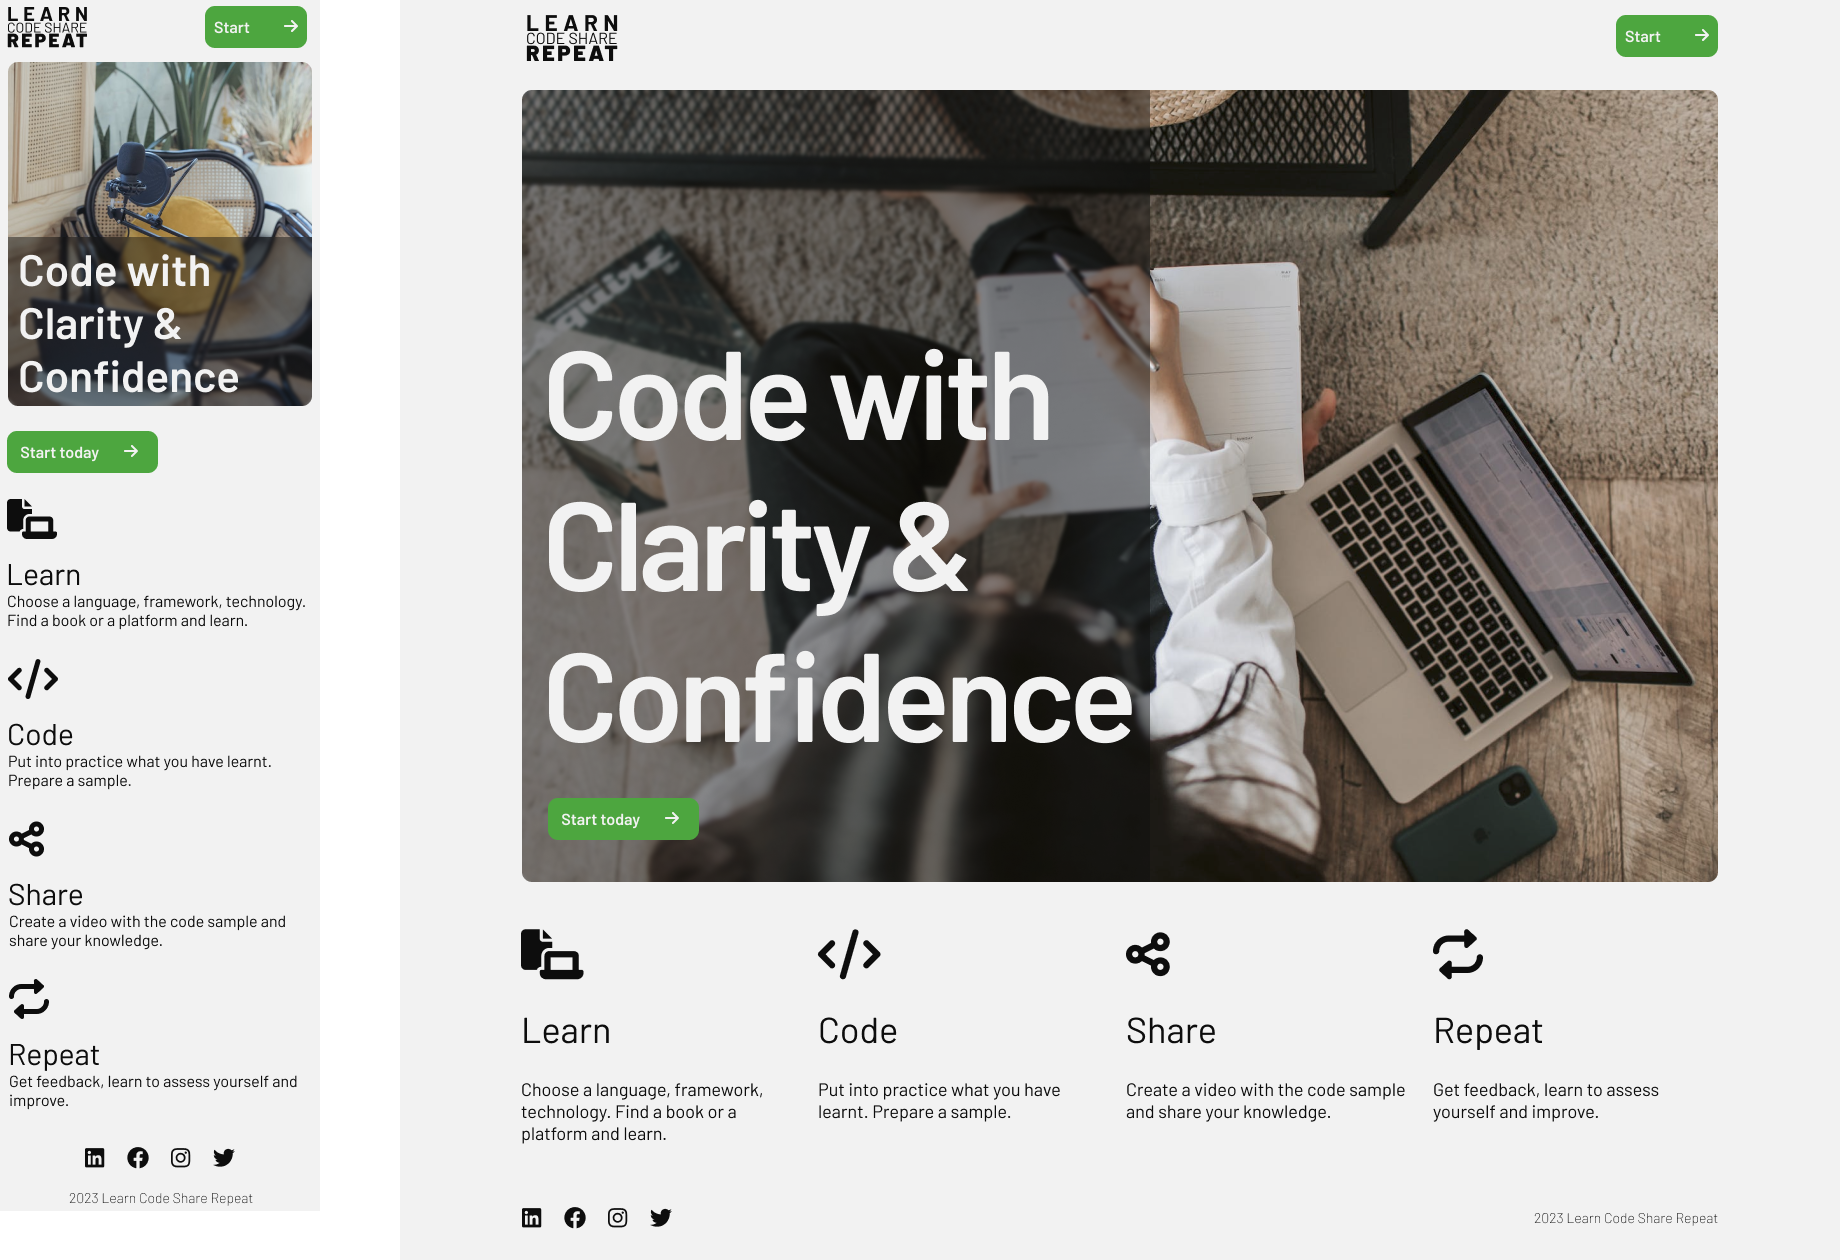 LEARN
CODE SHARE
REPEAT
Start
Code with
Clarity &
Confidence
Start today
Learn
Choose a language, framework, technology.
Find a book or a platform and learn.
Code
Put into practice what you have learnt.
Prepare a sample.
Share
Create a video with the code sample and
share your knowledge.
Repeat
Get feedback, learn to assess yourself and
improve.
2023 Learn Code Share Repeat
LEARN
CODE SHARE
REPEAT
Start
Code with
Clarity &
Confidence
Start today
Learn
Choose a language, framework,
technology. Find a book or a
platform and learn.
Code
Put into practice what you have
learnt. Prepare a sample.
Share
Create a video with the code sample
and share your knowledge.
Repeat
Get feedback, learn to assess
yourself and improve.
2023 Learn Code Share Repeat